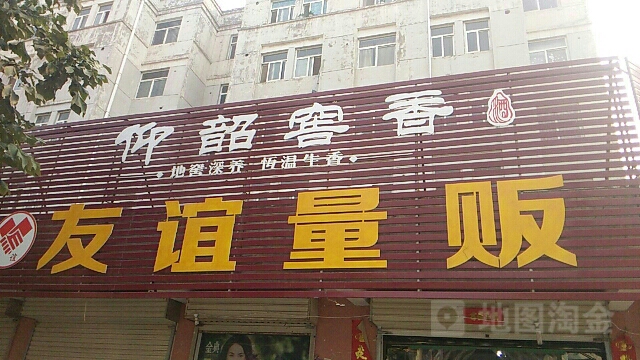 仰韶窖香
酒
地窖深养 恒温生香
友谊量贩
地图淘金